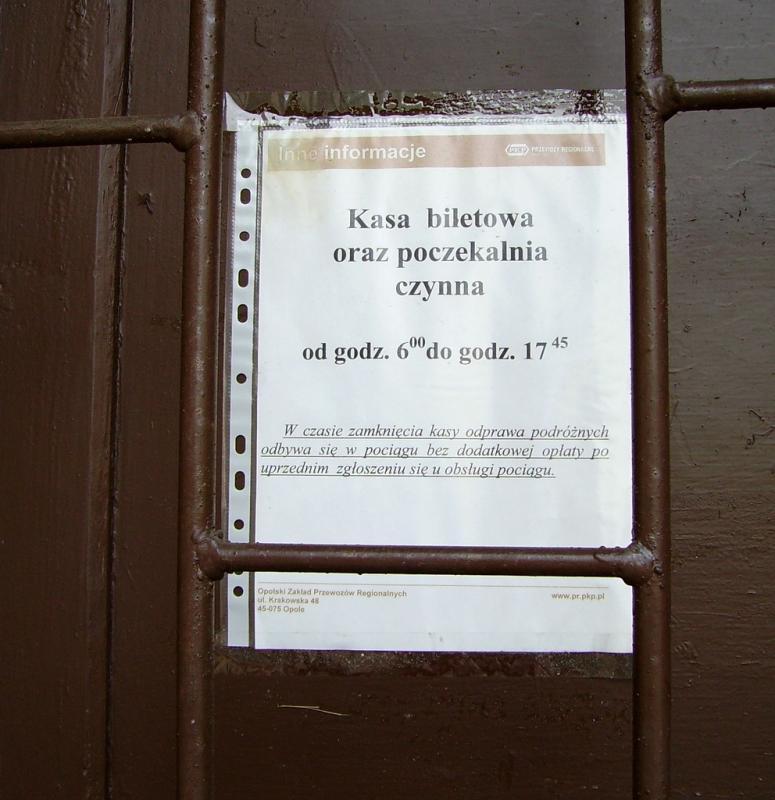 Inne informacje
PKP PRZEWOZY REGIONALNE
Kasa biletowa
oraz poczekalnia
czynna
od godz. 6⁰⁰ do godz. 17⁴⁵
W czasie zamknięcia kasy odprawa podróżnych
odbywa się w pociągu bez dodatkowej opłaty po
uprzednim zgłoszeniu się u obsługi pociągu.
Opolski Zakład Przewozów Regionalnych
ul. Krakowska 48
45-075 Opole
www.pr.pkp.pl